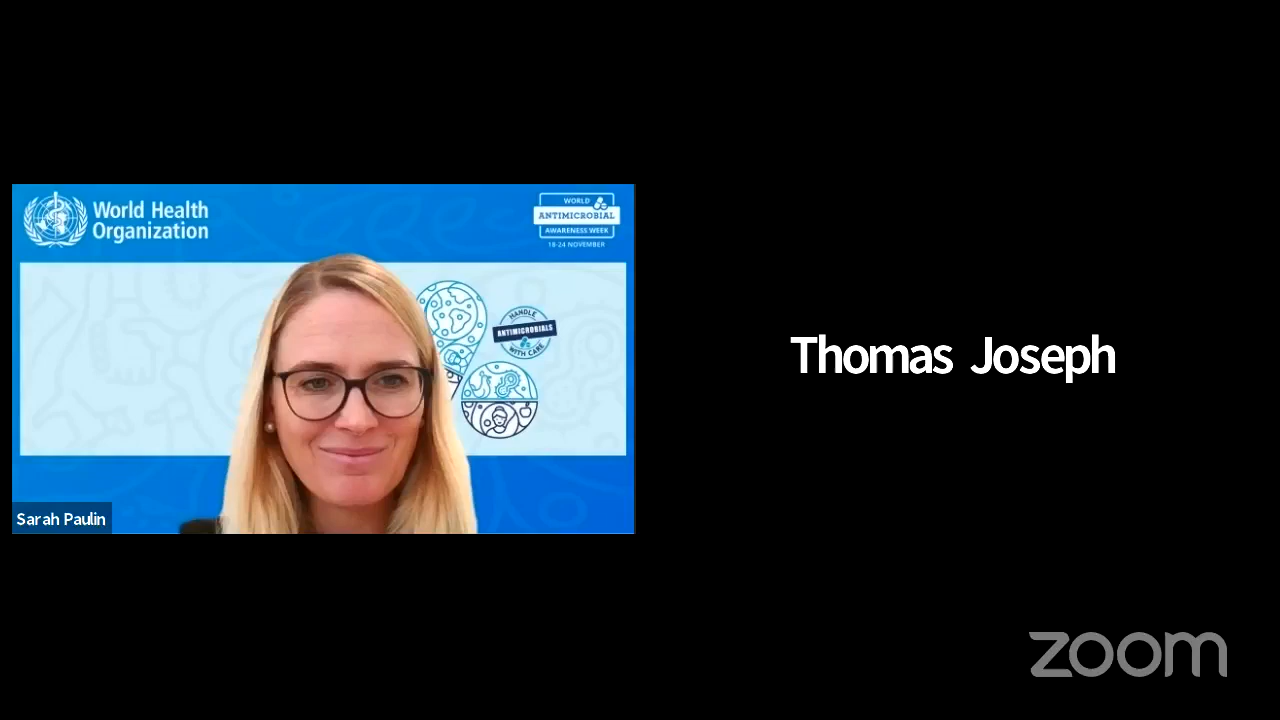 World Health
Organization
WORLD
ANTIMICROBIAL
AWARENESS WEEK
18-24 NOVEMBER
HANDLE
ANTIMICROBIALS
WITH CARE
Sarah Paulin
Thomas Joseph
zoom